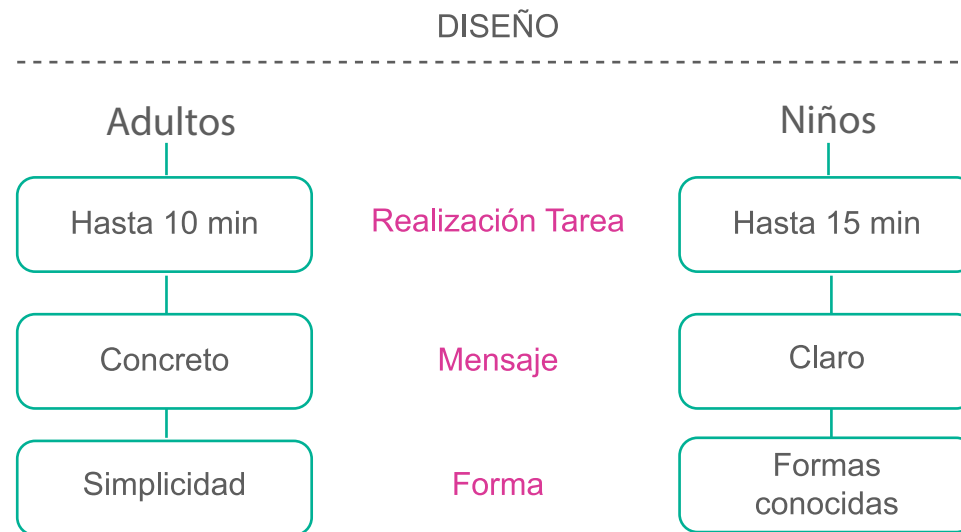 DISEÑO
Adultos
Niños
Hasta 10 min
Realización Tarea
Hasta 15 min
Concreto
Mensaje
Claro
Simplicidad
Forma
Formas
conocidas